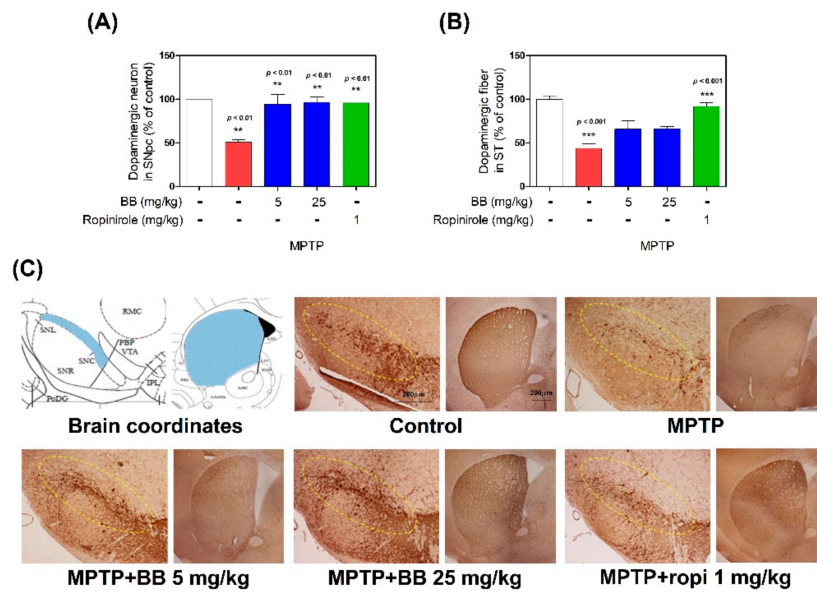 (A)
Dopaminergic neuron
in SNpc (% of control)
150
100
50
0
p < 0.01
**
p < 0.01
**
p < 0.01
**
p < 0.01
**
BB (mg/kg) - - 5 25 -
Ropinirole (mg/kg) - - - - 1
MPTP
(B)
Dopaminergic fiber
in ST (% of control)
150
100
50
0
p < 0.001
***
p < 0.001
***
BB (mg/kg) - - 5 25 -
Ropinirole (mg/kg) - - - - 1
MPTP
(C)
RMC
SNL
PBP
VTA
SNC
SNR
IPL
PoDG
Brain coordinates
200μm
200μm
Control
MPTP
MPTP+BB 5 mg/kg
MPTP+BB 25 mg/kg
MPTP+ropi 1 mg/kg